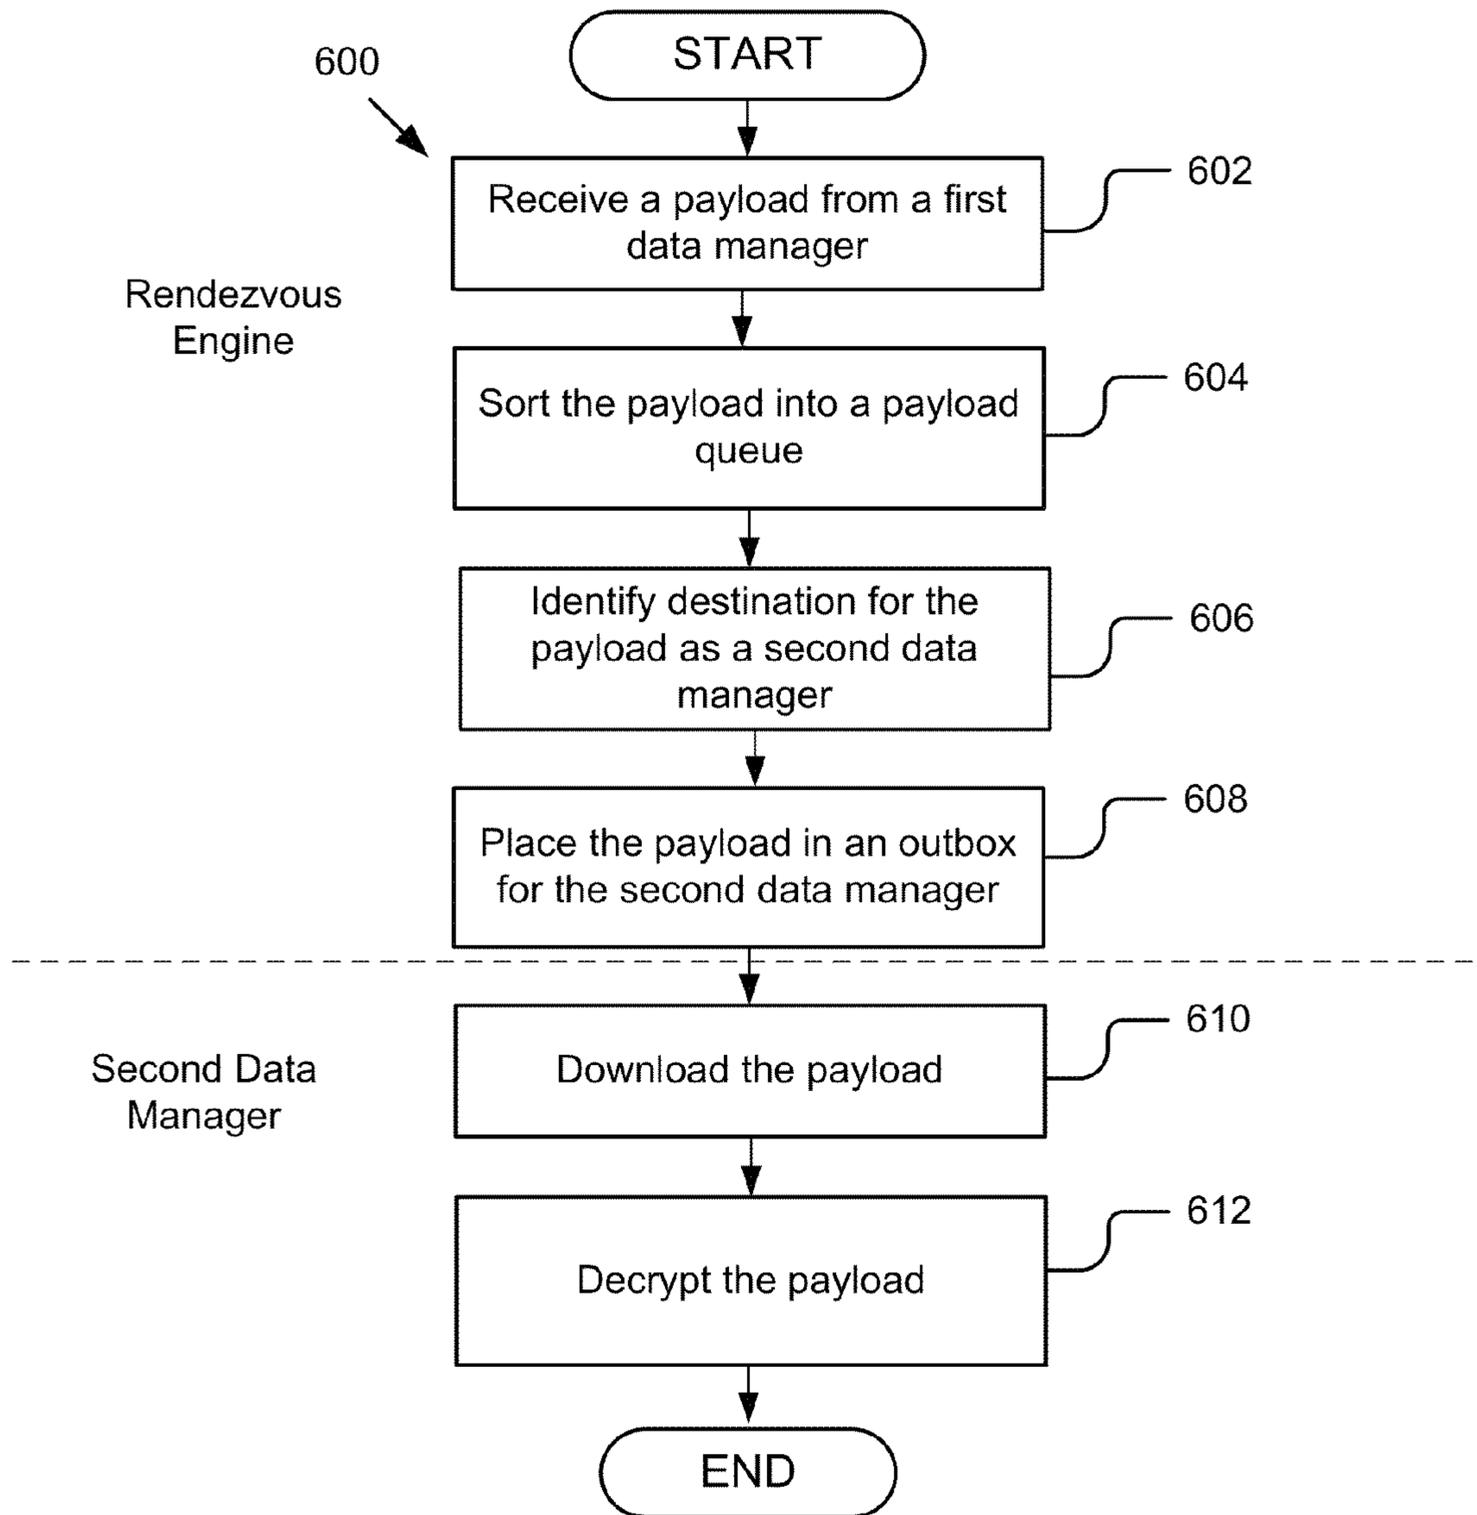 START
600
Receive a payload from a first
data manager
602
Rendezvous
Engine
Sort the payload into a payload
queue
604
Identify destination for the
payload as a second data
manager
606
Place the payload in an outbox
for the second data manager
608
Second Data
Manager
Download the payload
610
Decrypt the payload
612
END